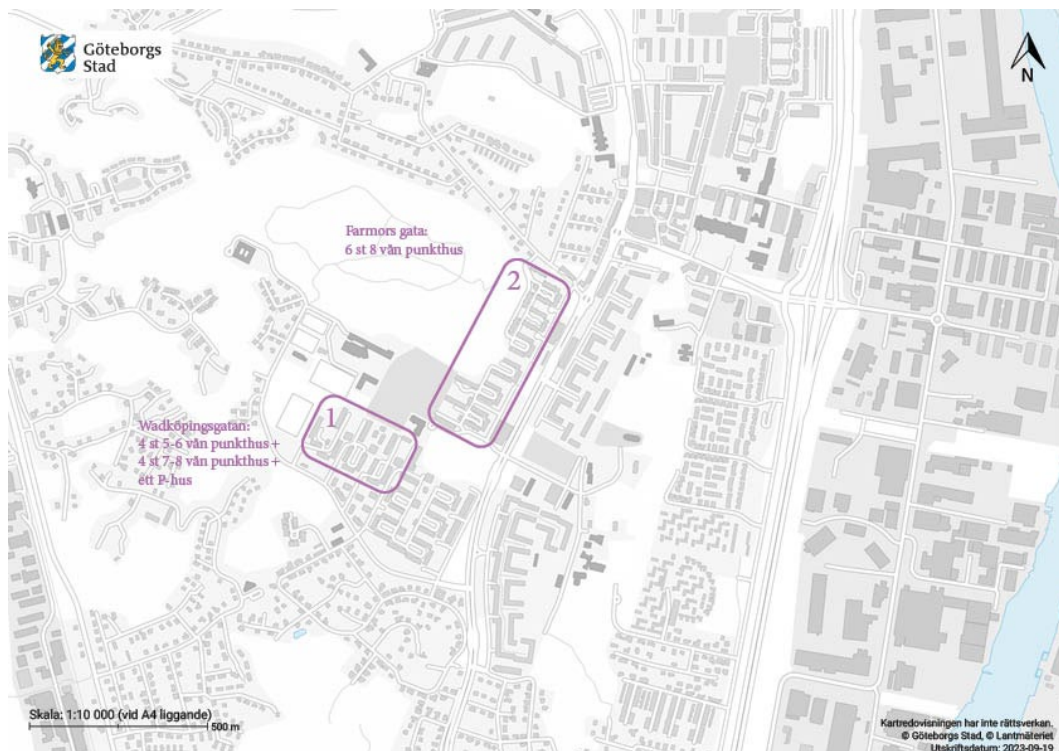 Göteborgs
Stad
N
Farmors gata:
6 st 8 vån punkthus
2
1
Wadköpingsgatan:
4 st 5-6 vån punkthus +
4 st 7-8 vån punkthus +
ett P-hus
Skala: 1:10 000 (vid A4 liggande)
500 m
Kartredovisningen har inte rättsverkan.
© Göteborgs Stad, © Lantmäteriet
Utskriftsdatum: 2023-09-1